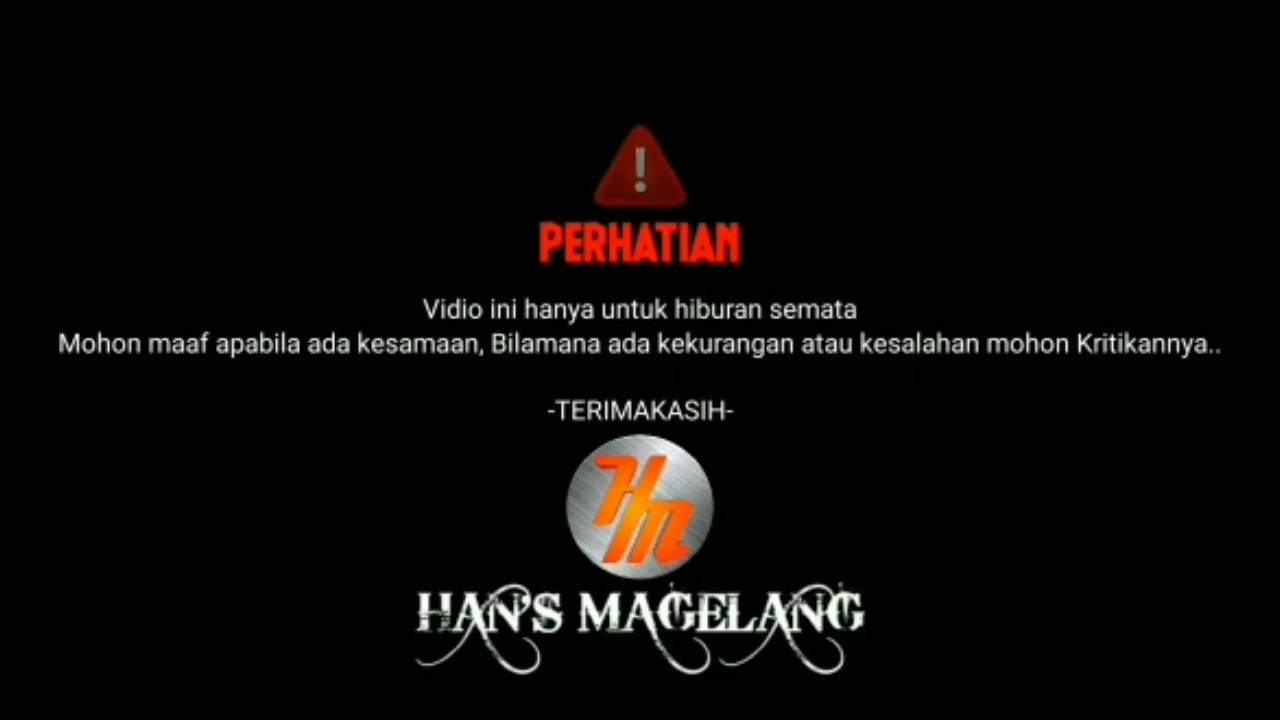 !
PERHATIAN
Vidio ini hanya untuk hiburan semata
Mohon maaf apabila ada kesamaan, Bilamana ada kekurangan atau kesalahan mohon Kritikannya..
-TERIMAKASIH-
HM
HAN'S MAGELANG